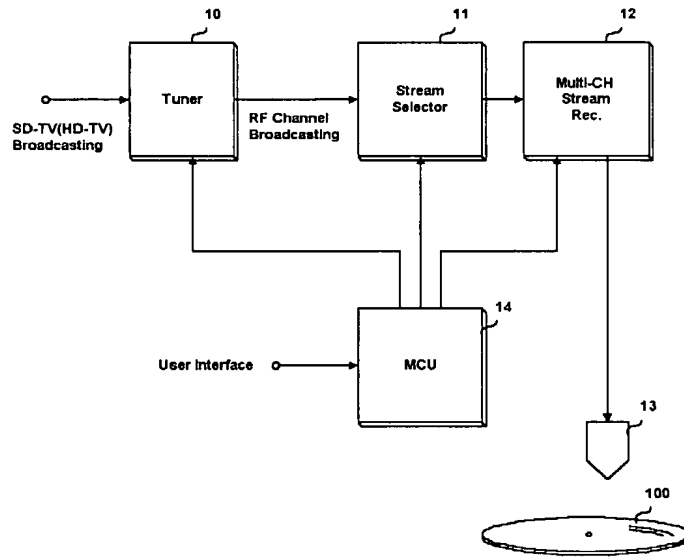 10
11
12
Tuner
Stream
Selector
Multi-CH
Stream
Rec.
SD-TV(HD-TV)
Broadcasting
RF Channel
Broadcasting
14
User Interface
MCU
13
100